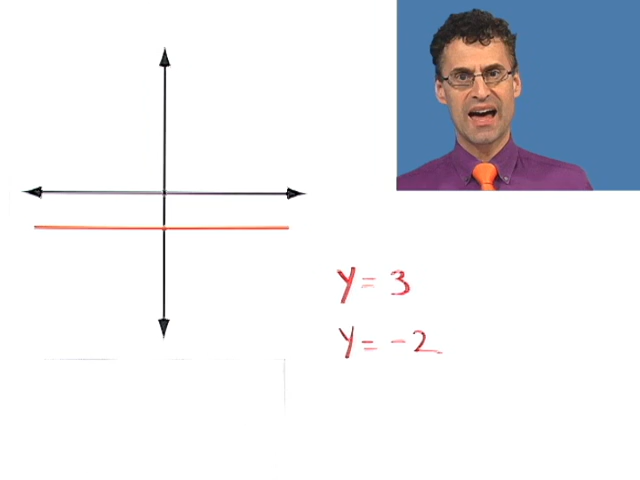 y = 3
y = -2